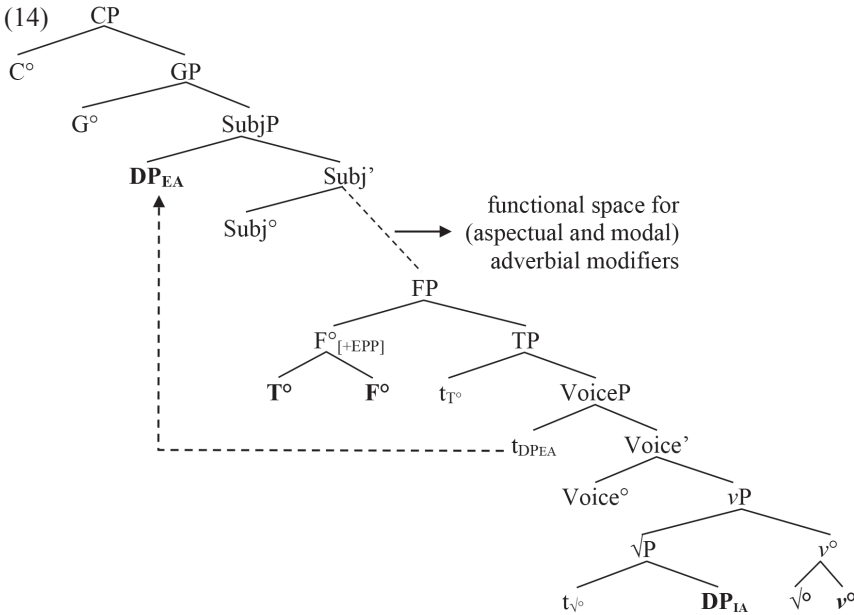 (14) CP
C° GP
G° SubjP
DP_EA Subj’
Subj°
functional space for
(aspectual and modal)
adverbial modifiers
FP
F°[+EPP] TP
T° F° t_T° VoiceP
t_DP_EA Voice’
Voice° vP
√P v°
t_√° DP_IA √° v°